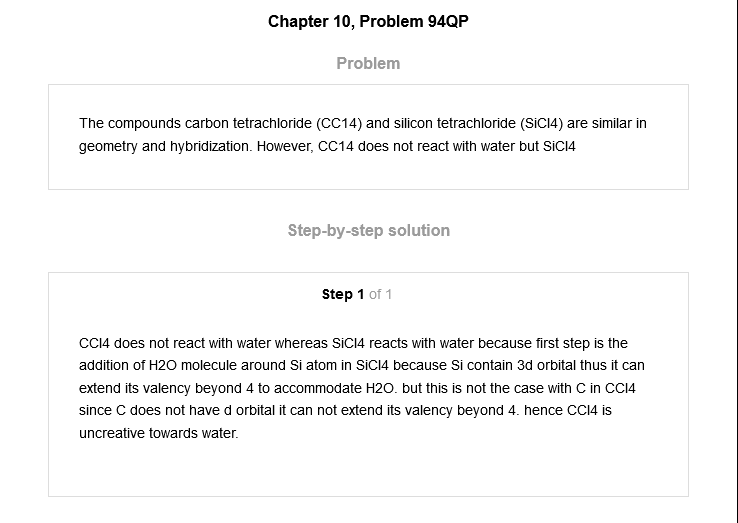 Chapter 10, Problem 94QP
Problem
The compounds carbon tetrachloride (CC14) and silicon tetrachloride (SiCl4) are similar in
geometry and hybridization. However, CC14 does not react with water but SiCl4
Step-by-step solution
Step 1 of 1
CCl4 does not react with water whereas SiCl4 reacts with water because first step is the
addition of H2O molecule around Si atom in SiCl4 because Si contain 3d orbital thus it can
extend its valency beyond 4 to accommodate H2O. but this is not the case with C in CCl4
since C does not have d orbital it can not extend its valency beyond 4. hence CCl4 is
uncreative towards water.